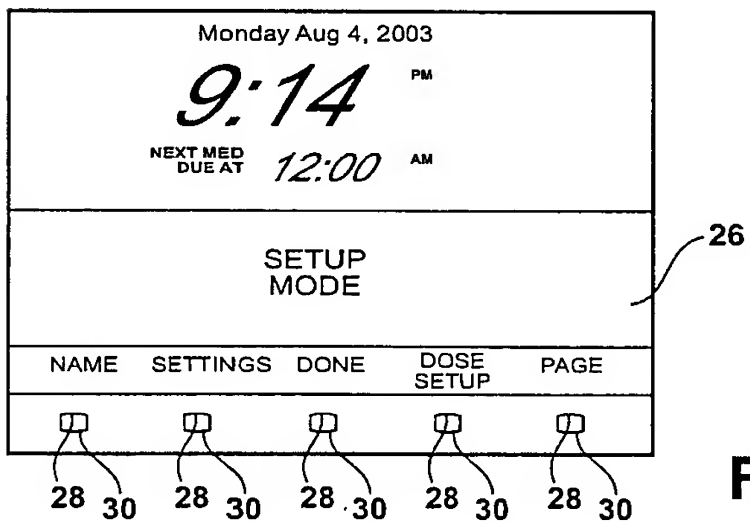 Monday Aug 4, 2003
9:14 PM
NEXT MED
DUE AT 12:00 AM
SETUP
MODE
26
NAME SETTINGS DONE DOSE SETUP PAGE
28 30 28 30 28 30 28 30 28 30
F